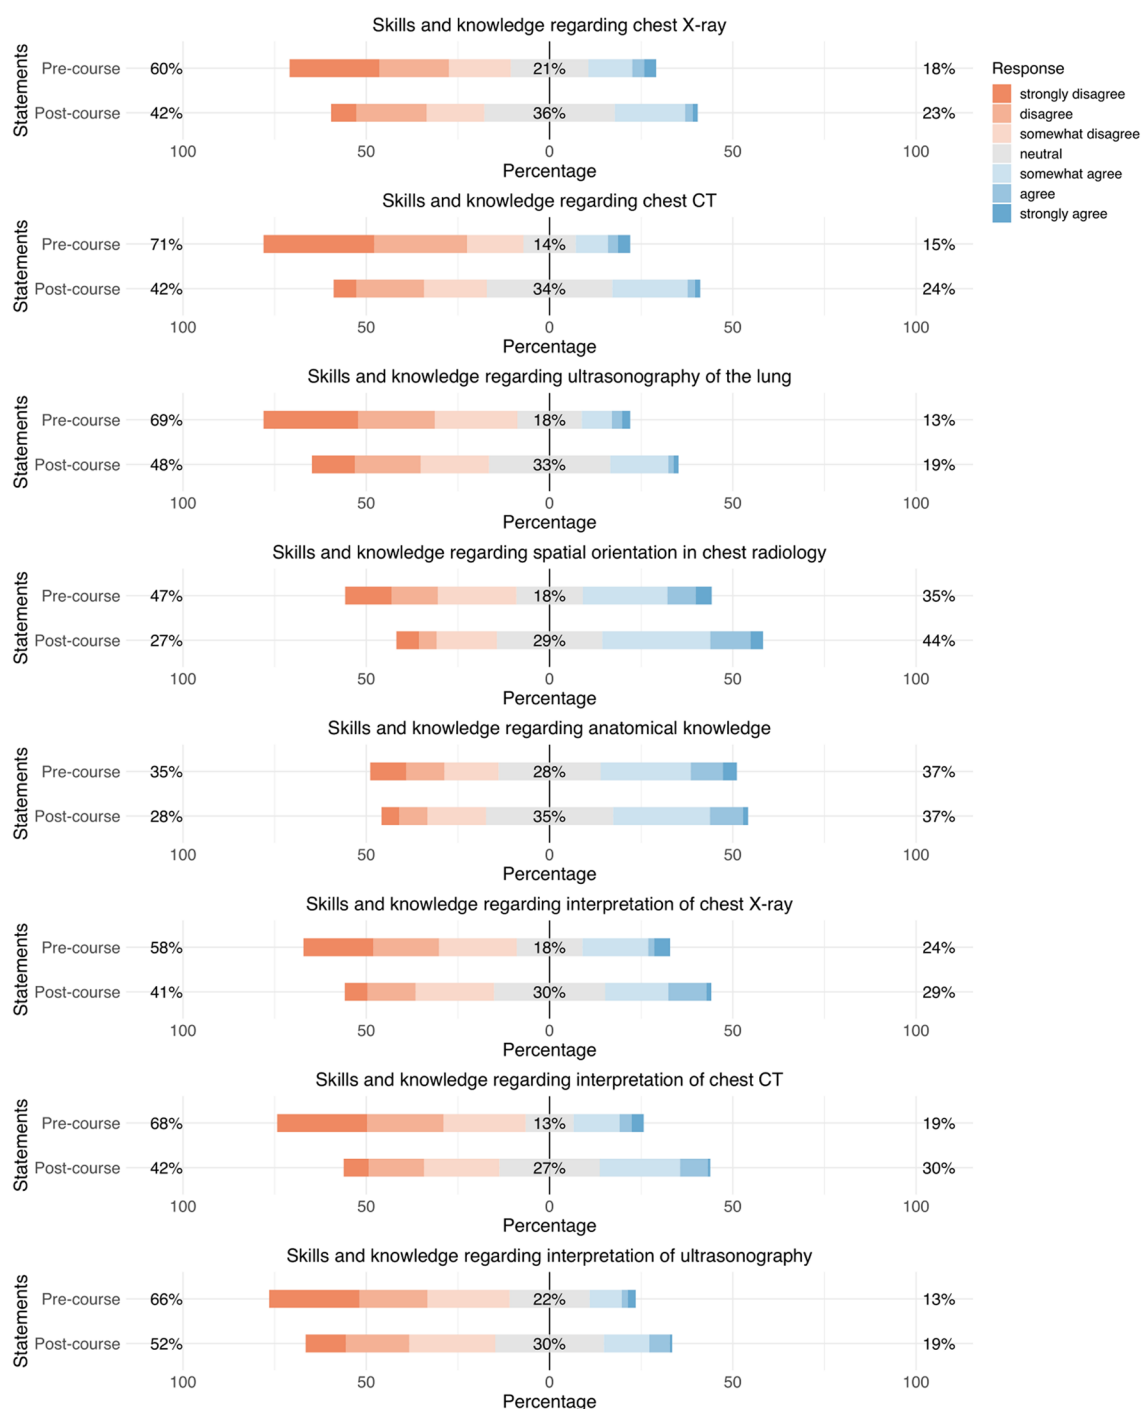 Skills and knowledge regarding chest X-ray
Statements
Pre-course 60% 21% 18%
Post-course 42% 36% 23%
100 50 0 50 100
Percentage
Response
strongly disagree
disagree
somewhat disagree
neutral
somewhat agree
agree
strongly agree
Skills and knowledge regarding chest CT
Statements
Pre-course 71% 14% 15%
Post-course 42% 34% 24%
100 50 0 50 100
Percentage
Skills and knowledge regarding ultrasonography of the lung
Statements
Pre-course 69% 18% 13%
Post-course 48% 33% 19%
100 50 0 50 100
Percentage
Skills and knowledge regarding spatial orientation in chest radiology
Statements
Pre-course 47% 18% 35%
Post-course 27% 29% 44%
100 50 0 50 100
Percentage
Skills and knowledge regarding anatomical knowledge
Statements
Pre-course 35% 28% 37%
Post-course 28% 35% 37%
100 50 0 50 100
Percentage
Skills and knowledge regarding interpretation of chest X-ray
Statements
Pre-course 58% 18% 24%
Post-course 41% 30% 29%
100 50 0 50 100
Percentage
Skills and knowledge regarding interpretation of chest CT
Statements
Pre-course 68% 13% 19%
Post-course 42% 27% 30%
100 50 0 50 100
Percentage
Skills and knowledge regarding interpretation of ultrasonography
Statements
Pre-course 66% 22% 13%
Post-course 52% 30% 19%
100 50 0 50 100
Percentage